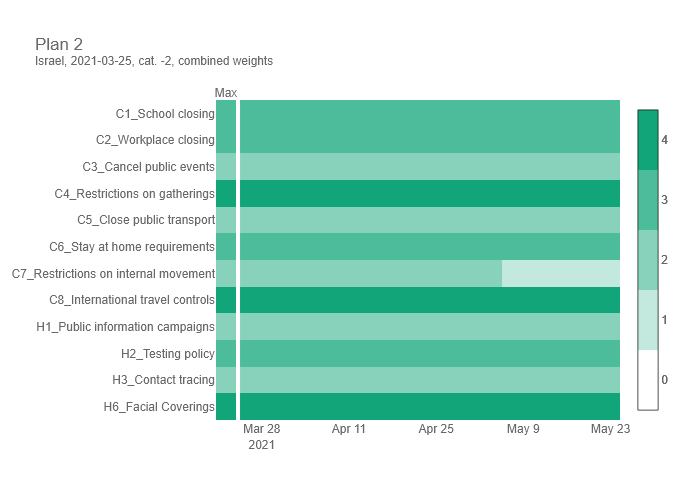 Plan 2
Israel, 2021-03-25, cat. -2, combined weights
Max
C1_School closing
C2_Workplace closing
C3_Cancel public events
C4_Restrictions on gatherings
C5_Close public transport
C6_Stay at home requirements
C7_Restrictions on internal movement
C8_International travel controls
H1_Public information campaigns
H2_Testing policy
H3_Contact tracing
H6_Facial Coverings
Mar 28 Apr 11 Apr 25 May 9 May 23
2021
4
3
2
1
0